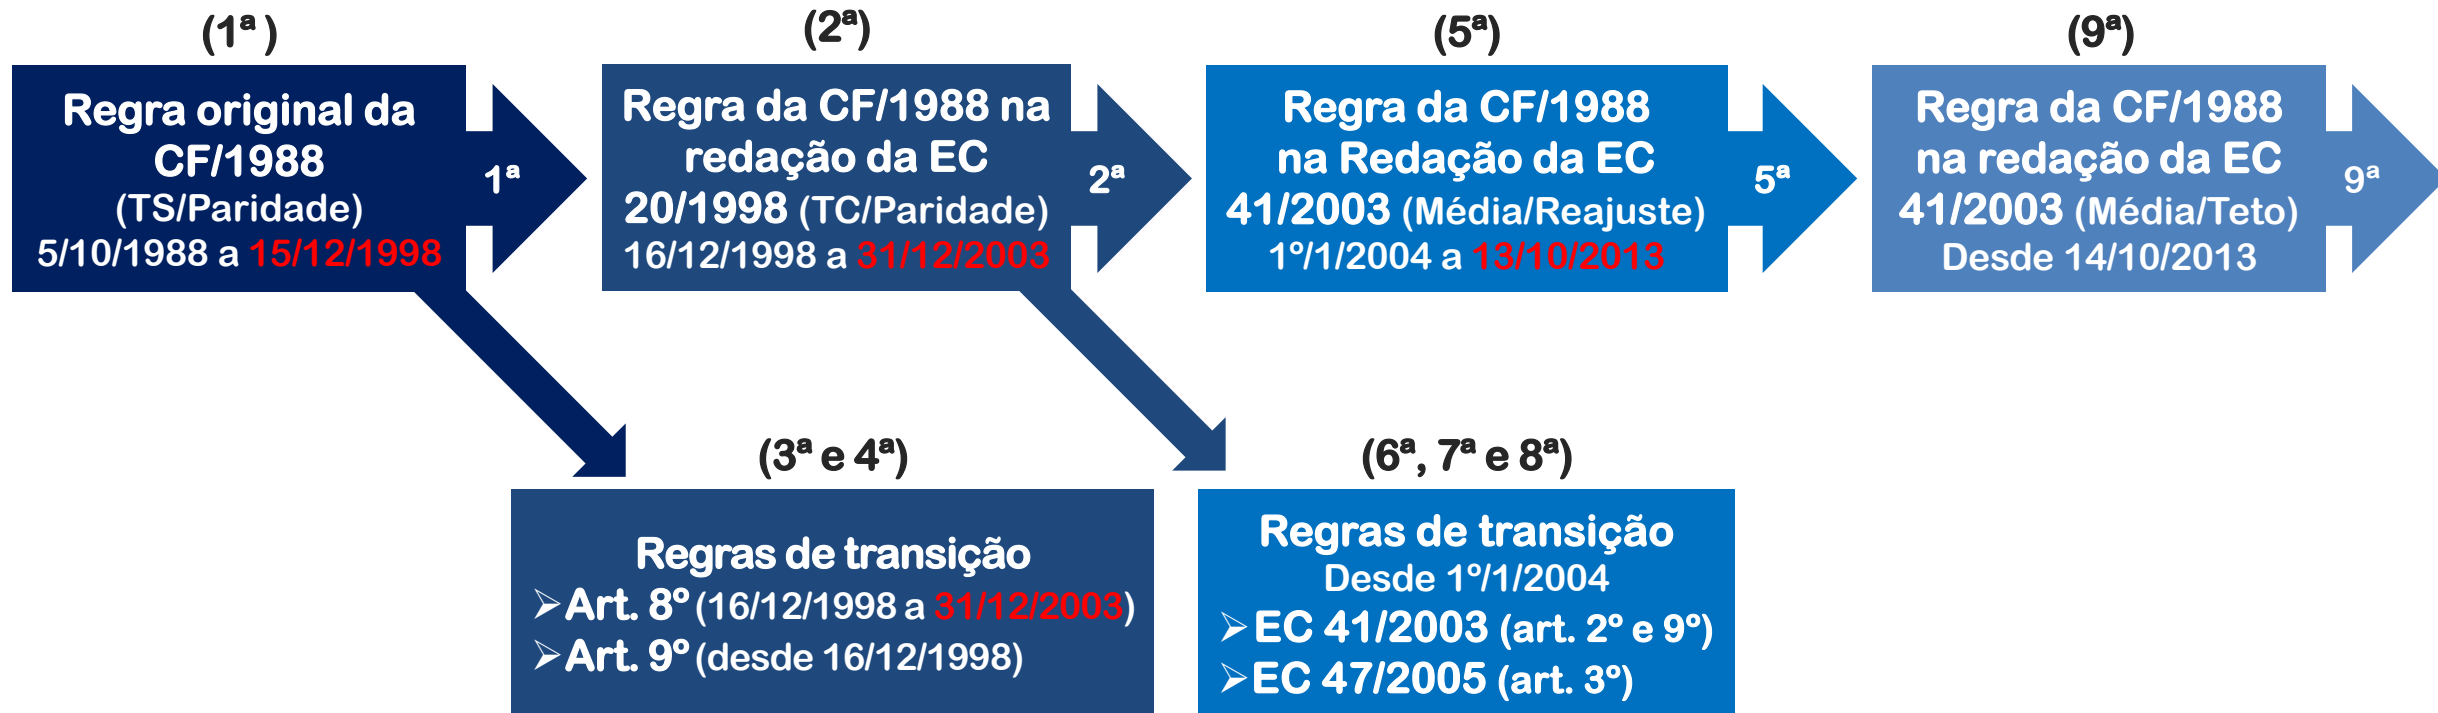 (1ª )
Regra original da
CF/1988
(TS/Paridade)
5/10/1988 a 15/12/1998
1ª
(2ª)
Regra da CF/1988 na
redação da EC
20/1998 (TC/Paridade)
16/12/1998 a 31/12/2003
2ª
(5ª)
Regra da CF/1988
na Redação da EC
41/2003 (Média/Reajuste)
1º/1/2004 a 13/10/2013
5ª
(9ª)
Regra da CF/1988
na redação da EC
41/2003 (Média/Teto)
Desde 14/10/2013
9ª
(3ª e 4ª)
Regras de transição
➢Art. 8º (16/12/1998 a 31/12/2003)
➢Art. 9º (desde 16/12/1998)
(6ª, 7ª e 8ª)
Regras de transição
Desde 1º/1/2004
➢EC 41/2003 (art. 2º e 9º)
➢EC 47/2005 (art. 3º)